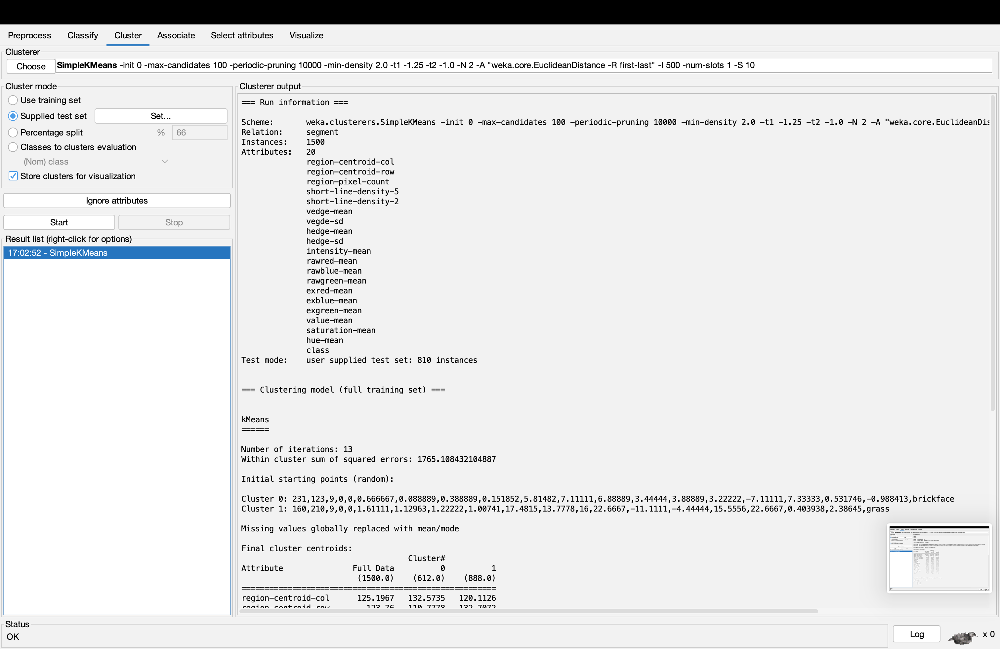 Preprocess Classify Cluster Associate Select attributes Visualize
Clusterer
Choose SimpleKMeans -init 0 -max-candidates 100 -periodic-pruning 10000 -min-density 2.0 -t1 -1.25 -t2 -1.0 -N 2 -A "weka.core.EuclideanDistance -R first-last" -I 500 -num-slots 1 -S 10
Cluster mode
Use training set
Supplied test set Set...
Percentage split % 66
Classes to clusters evaluation
(Nom) class
Store clusters for visualization
Ignore attributes
Start Stop
Result list (right-click for options)
17:02:52 - SimpleKMeans
Clusterer output
=== Run information ===
Scheme: weka.clusterers.SimpleKMeans -init 0 -max-candidates 100 -periodic-pruning 10000 -min-density 2.0 -t1 -1.25 -t2 -1.0 -N 2 -A "weka.core.EuclideanDis
Relation: segment
Instances: 1500
Attributes: 20
region-centroid-col
region-centroid-row
region-pixel-count
short-line-density-5
short-line-density-2
vedge-mean
vegde-sd
hedge-mean
hedge-sd
intensity-mean
rawred-mean
rawblue-mean
rawgreen-mean
exred-mean
exblue-mean
exgreen-mean
value-mean
saturation-mean
hue-mean
class
Test mode: user supplied test set: 810 instances
=== Clustering model (full training set) ===
kMeans
======
Number of iterations: 13
Within cluster sum of squared errors: 1765.108432104887
Initial starting points (random):
Cluster 0: 231,123,9,0,0,0.666667,0.088889,0.388889,0.151852,5.81482,7.11111,6.88889,3.44444,3.88889,3.22222,-7.11111,7.33333,0.531746,-0.988413,brickface
Cluster 1: 160,210,9,0,0,1.61111,1.12963,1.22222,1.00741,17.4815,13.7778,16,22.6667,-11.1111,-4.44444,15.5556,22.6667,0.403938,2.38645,grass
Missing values globally replaced with mean/mode
Final cluster centroids:
Cluster#
Attribute Full Data 0 1
(1500.0) (612.0) (888.0)
=======================================================
region-centroid-col 125.1967 132.5735 120.1126
region-centroid-row 123.76 110.7778 132.7072
Status
OK
Log x 0